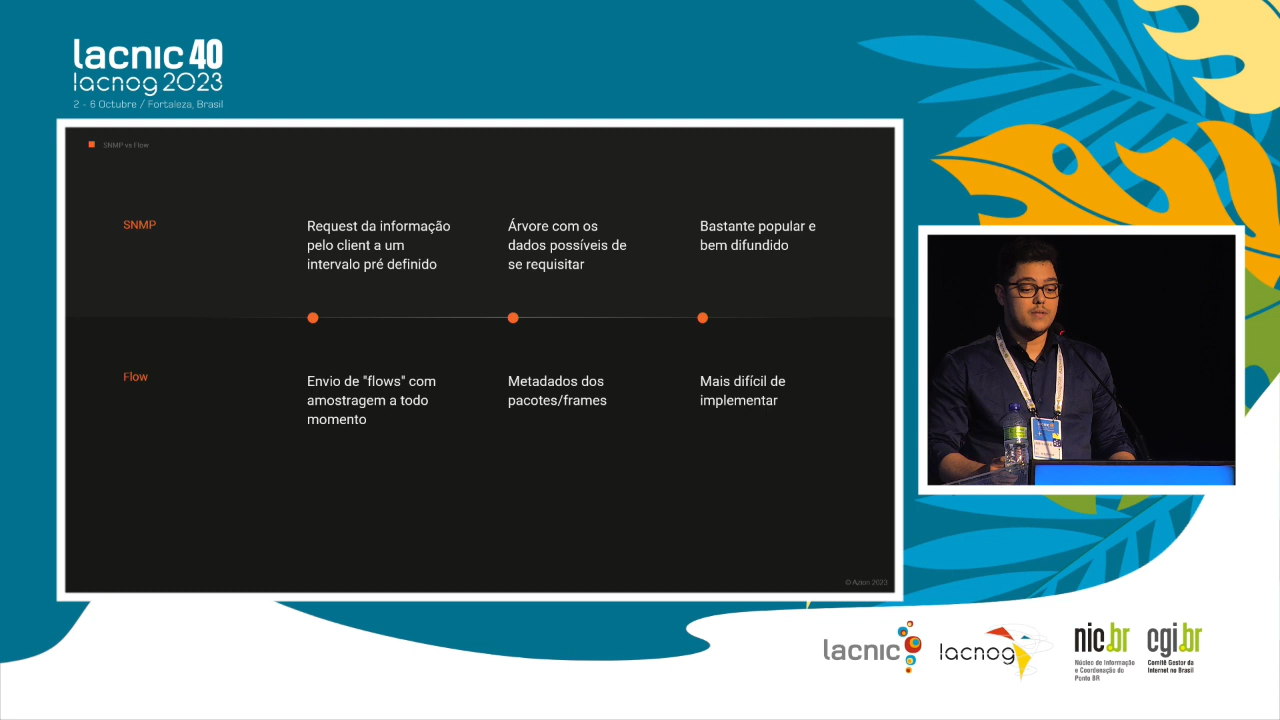 lacnic 40
lacnog 2023
2 - 6 Octubre / Fortaleza, Brasil
SNMP vs Flow
SNMP
Request da informação
pelo client a um
intervalo pré definido
Árvore com os
dados possíveis de
se requisitar
Bastante popular e
bem difundido
Flow
Envio de "flows" com
amostragem a todo
momento
Metadados dos
pacotes/frames
Mais difícil de
implementar
© Azion 2023
lacnic
lacnog
nic.br
Núcleo de Informação
e Coordenação do
Ponto BR
cgi.br
Comitê Gestor da
Internet no Brasil